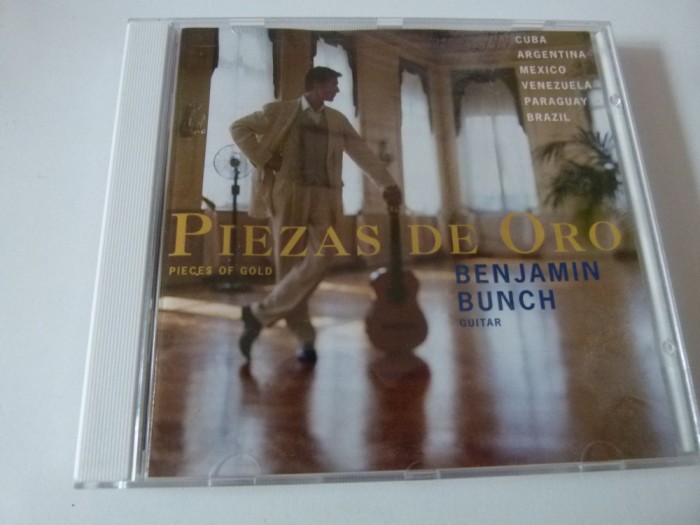 CUBA
ARGENTINA
MEXICO
VENEZUELA
PARAGUAY
BRAZIL
PIEZAS DE ORO
PIECES OF GOLD
BENJAMIN
BUNCH
GUITAR